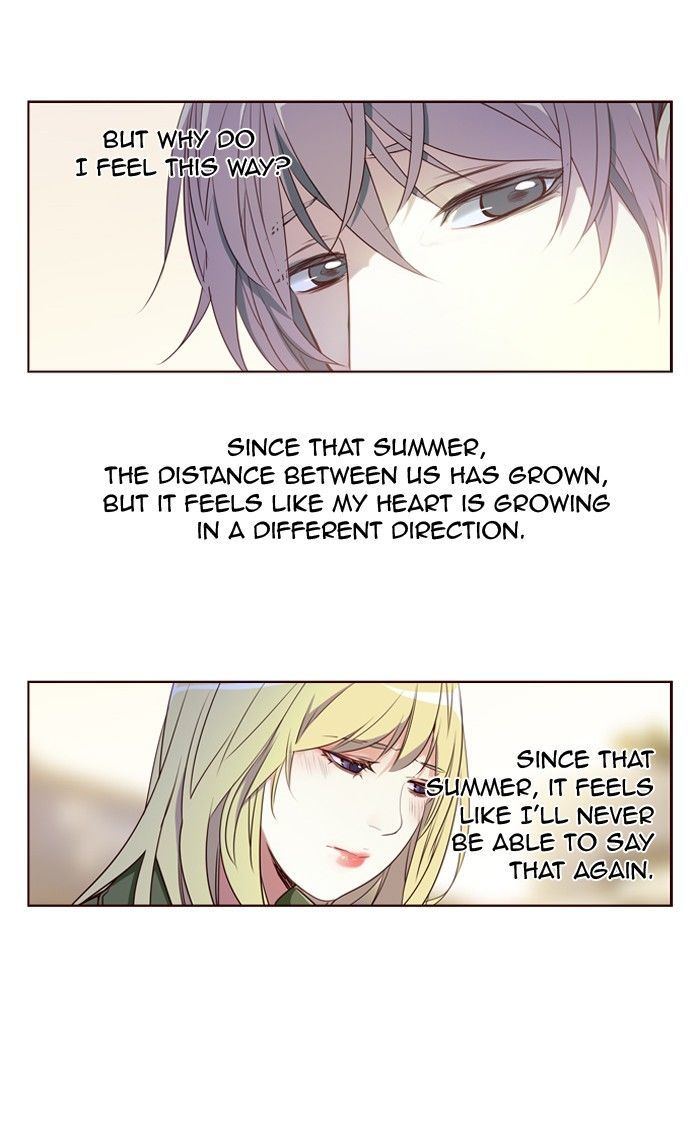 BUT WHY DO
I FEEL THIS WAY?
SINCE THAT SUMMER,
THE DISTANCE BETWEEN US HAS GROWN,
BUT IT FEELS LIKE MY HEART IS GROWING
IN A DIFFERENT DIRECTION.
SINCE THAT
SUMMER, IT FEELS
LIKE I'LL NEVER
BE ABLE TO SAY
THAT AGAIN.